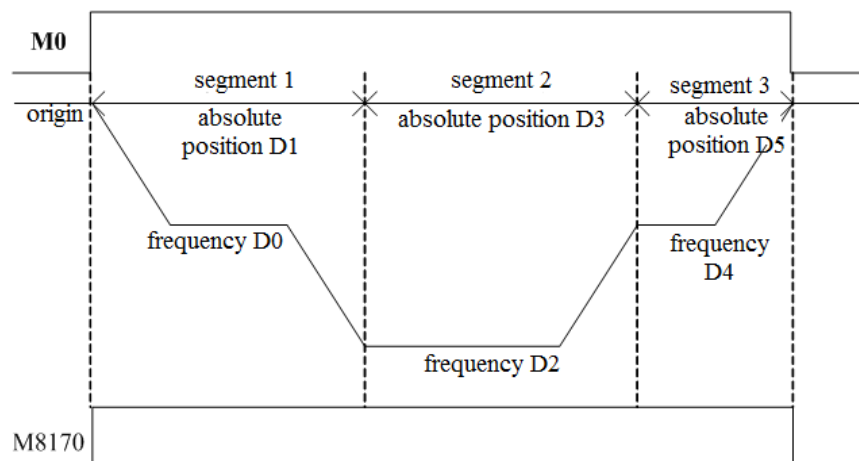 M0
segment 1
segment 2
segment 3
origin
absolute
position D1
absolute position D3
absolute
position D5
frequency D0
frequency
D4
frequency D2
M8170